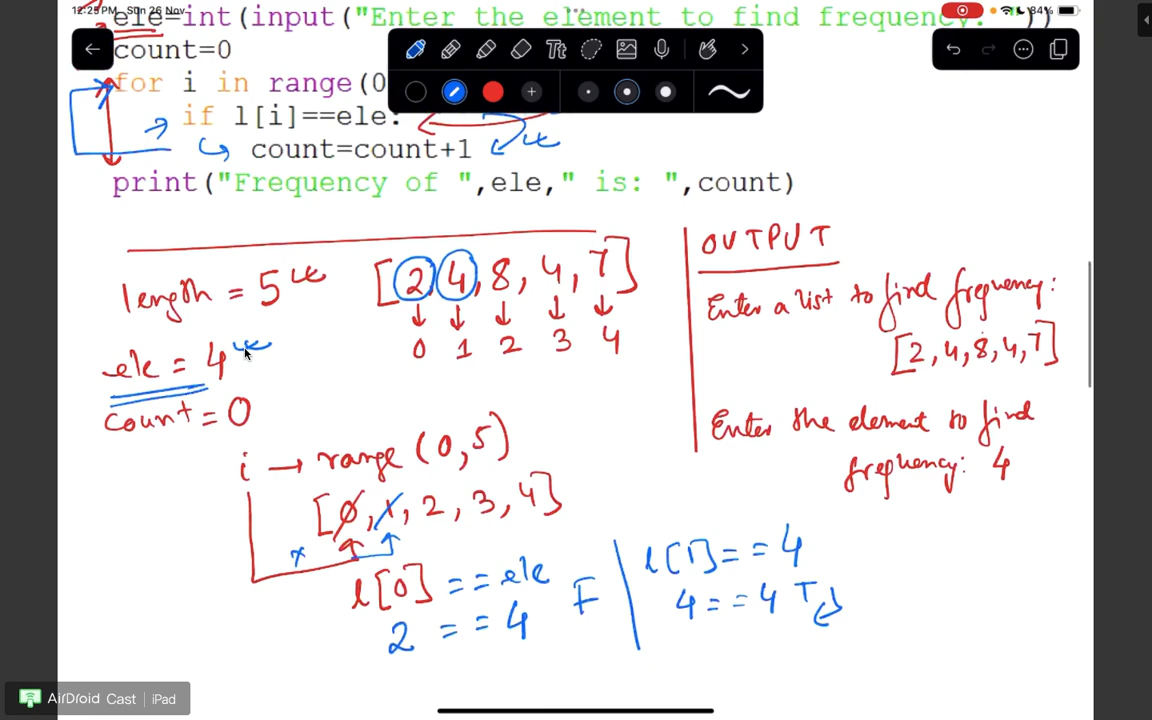 12:25 PM Sun 26 Nov
84%
ele=int(input("Enter the element to find frequency: "))
count=0
for i in range(0
if l[i]==ele:
count=count+1
print("Frequency of ",ele," is: ",count)
Tt
length = 5
[2, 4, 8, 4, 7]
0 1 2 3 4
ele = 4
count = 0
i → range (0,5)
[0, 1, 2, 3, 4]
l[0] == ele F
2 == 4
l[1] == 4
4 == 4 T
OUTPUT
Enter a list to find frequency:
[2, 4, 8, 4, 7]
Enter the element to find
frequency: 4
AirDroid Cast | iPad